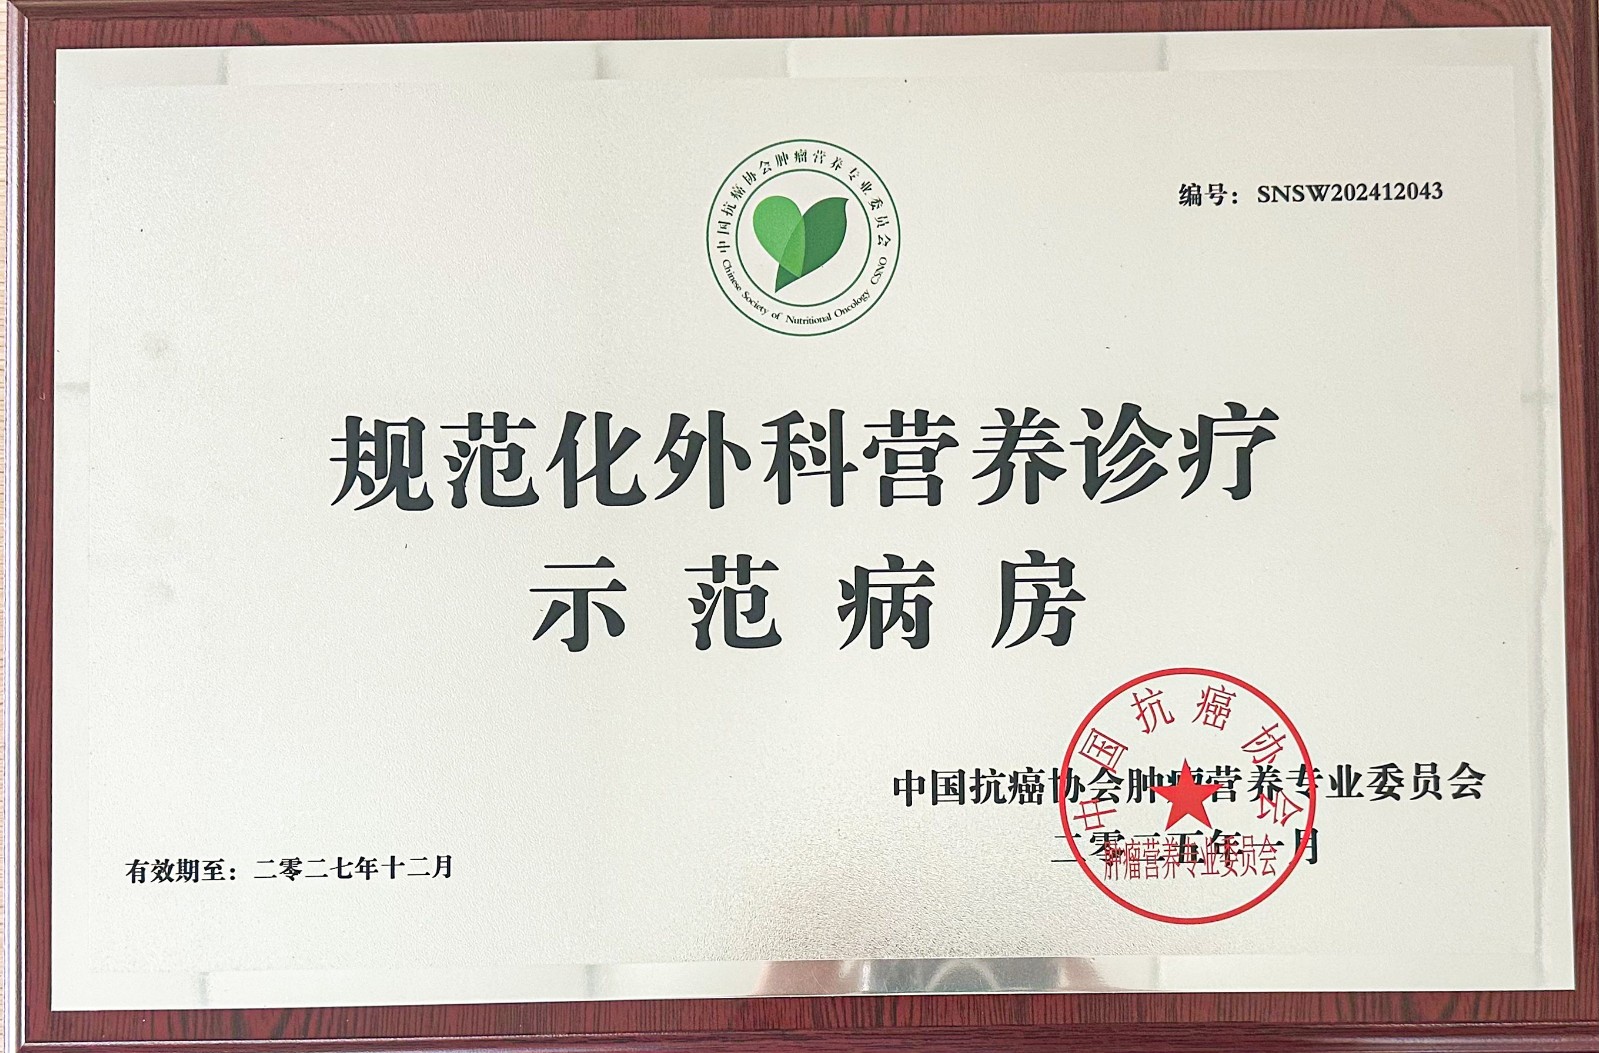 中国抗癌协会肿瘤营养专业委员会
Chinese Society of Nutritional Oncology CSNO
编号：SNSW202412043
规范化外科营养诊疗
示范病房
中国抗癌协会肿瘤营养专业委员会
二零二五年一月
中国抗癌协会
肿瘤营养专业委员会
有效期至：二零二七年十二月